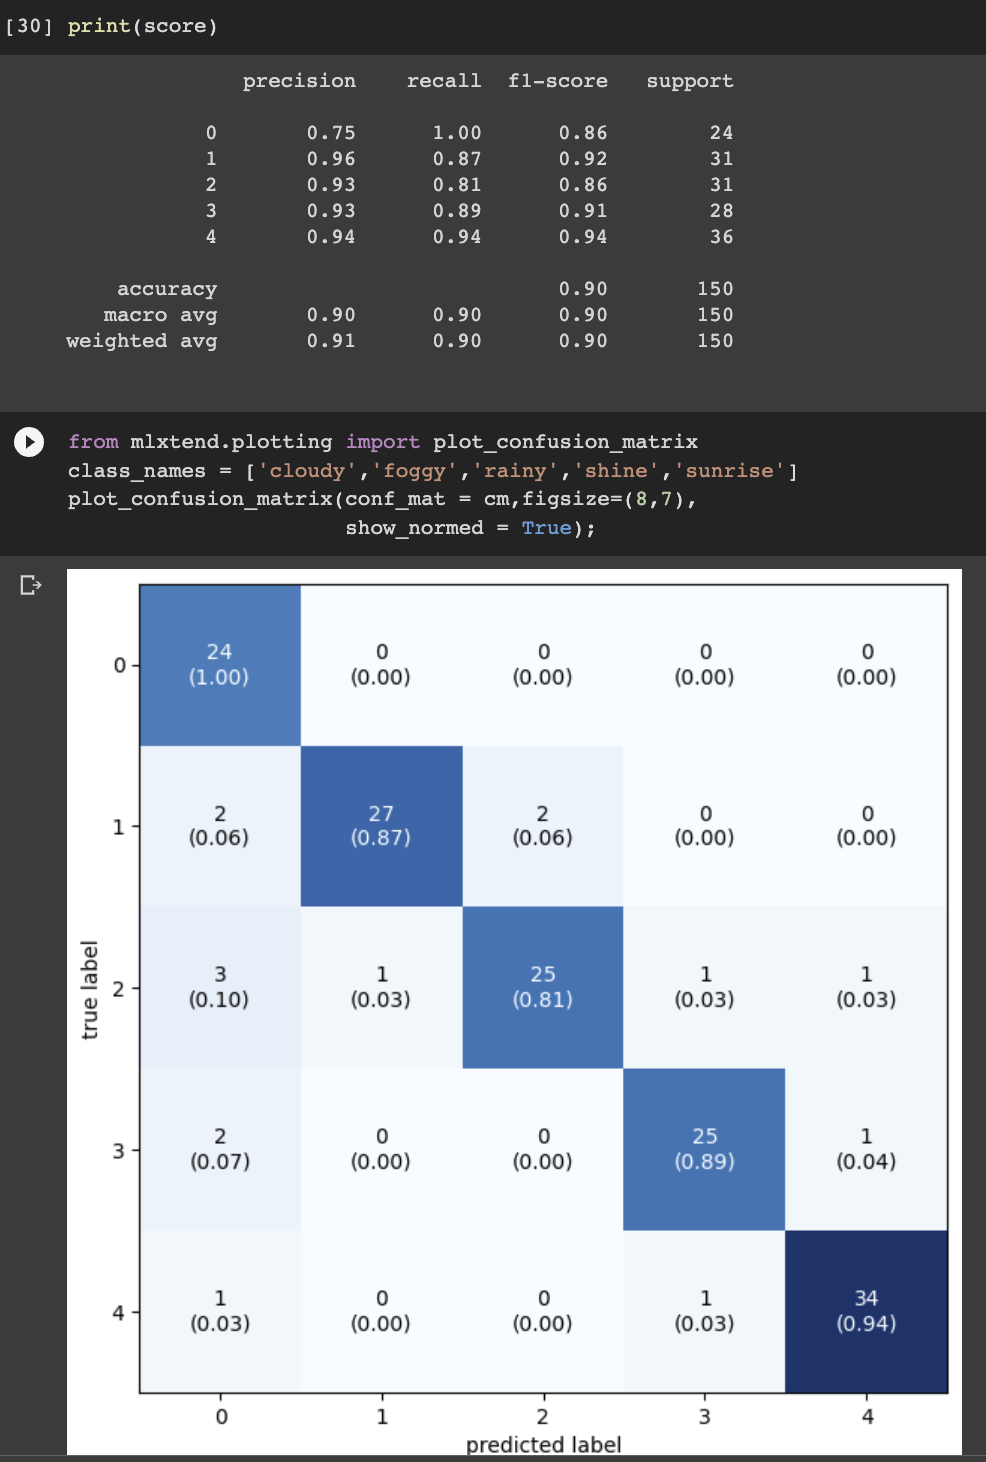 [30] print(score)
precision recall f1-score support
0 0.75 1.00 0.86 24
1 0.96 0.87 0.92 31
2 0.93 0.81 0.86 31
3 0.93 0.89 0.91 28
4 0.94 0.94 0.94 36
accuracy 0.90 150
macro avg 0.90 0.90 0.90 150
weighted avg 0.91 0.90 0.90 150
from mlxtend.plotting import plot_confusion_matrix
class_names = ['cloudy','foggy','rainy','shine','sunrise']
plot_confusion_matrix(conf_mat = cm,figsize=(8,7),
show_normed = True);
24 0 0 0 0
0 (1.00) (0.00) (0.00) (0.00) (0.00)
2 27 2 0 0
1 (0.06) (0.87) (0.06) (0.00) (0.00)
true label
3 1 25 1 1
2 (0.10) (0.03) (0.81) (0.03) (0.03)
2 0 0 25 1
3 (0.07) (0.00) (0.00) (0.89) (0.04)
1 0 0 1 34
4 (0.03) (0.00) (0.00) (0.03) (0.94)
0 1 2 3 4
predicted label